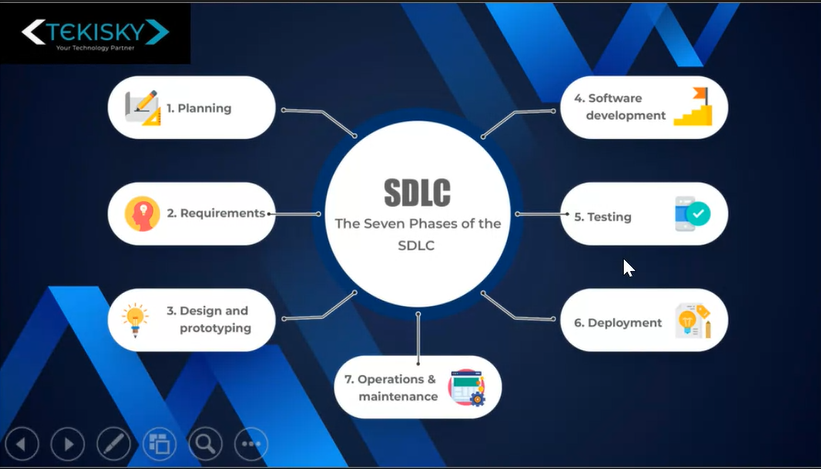 TEKISKY
Your Technology Partner
1. Planning
2. Requirements
3. Design and
prototyping
SDLC
The Seven Phases of the
SDLC
4. Software
development
5. Testing
6. Deployment
7. Operations &
maintenance